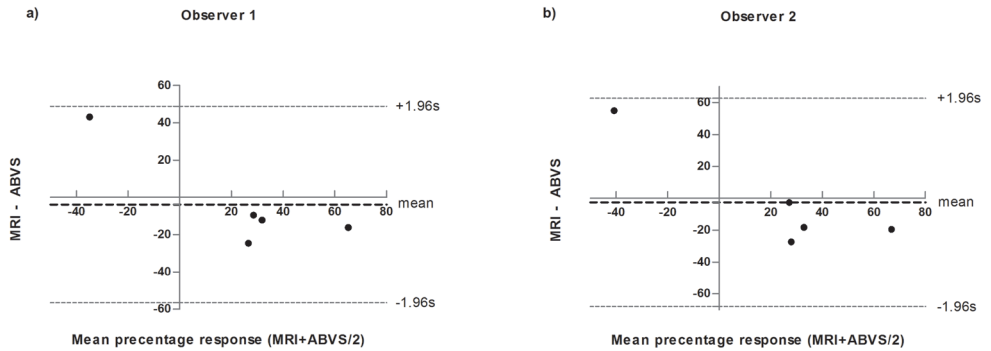 a)
Observer 1
60
+1.96s
40
20
MRI - ABVS
-40
-20
20
40
60
80
mean
-20
-40
-60
-1.96s
Mean precentage response (MRI+ABVS/2)
b)
Observer 2
60
+1.96s
40
20
MRI - ABVS
-40
-20
20
40
60
80
mean
-20
-40
-60
-1.96s
Mean precentage response (MRI+ABVS/2)